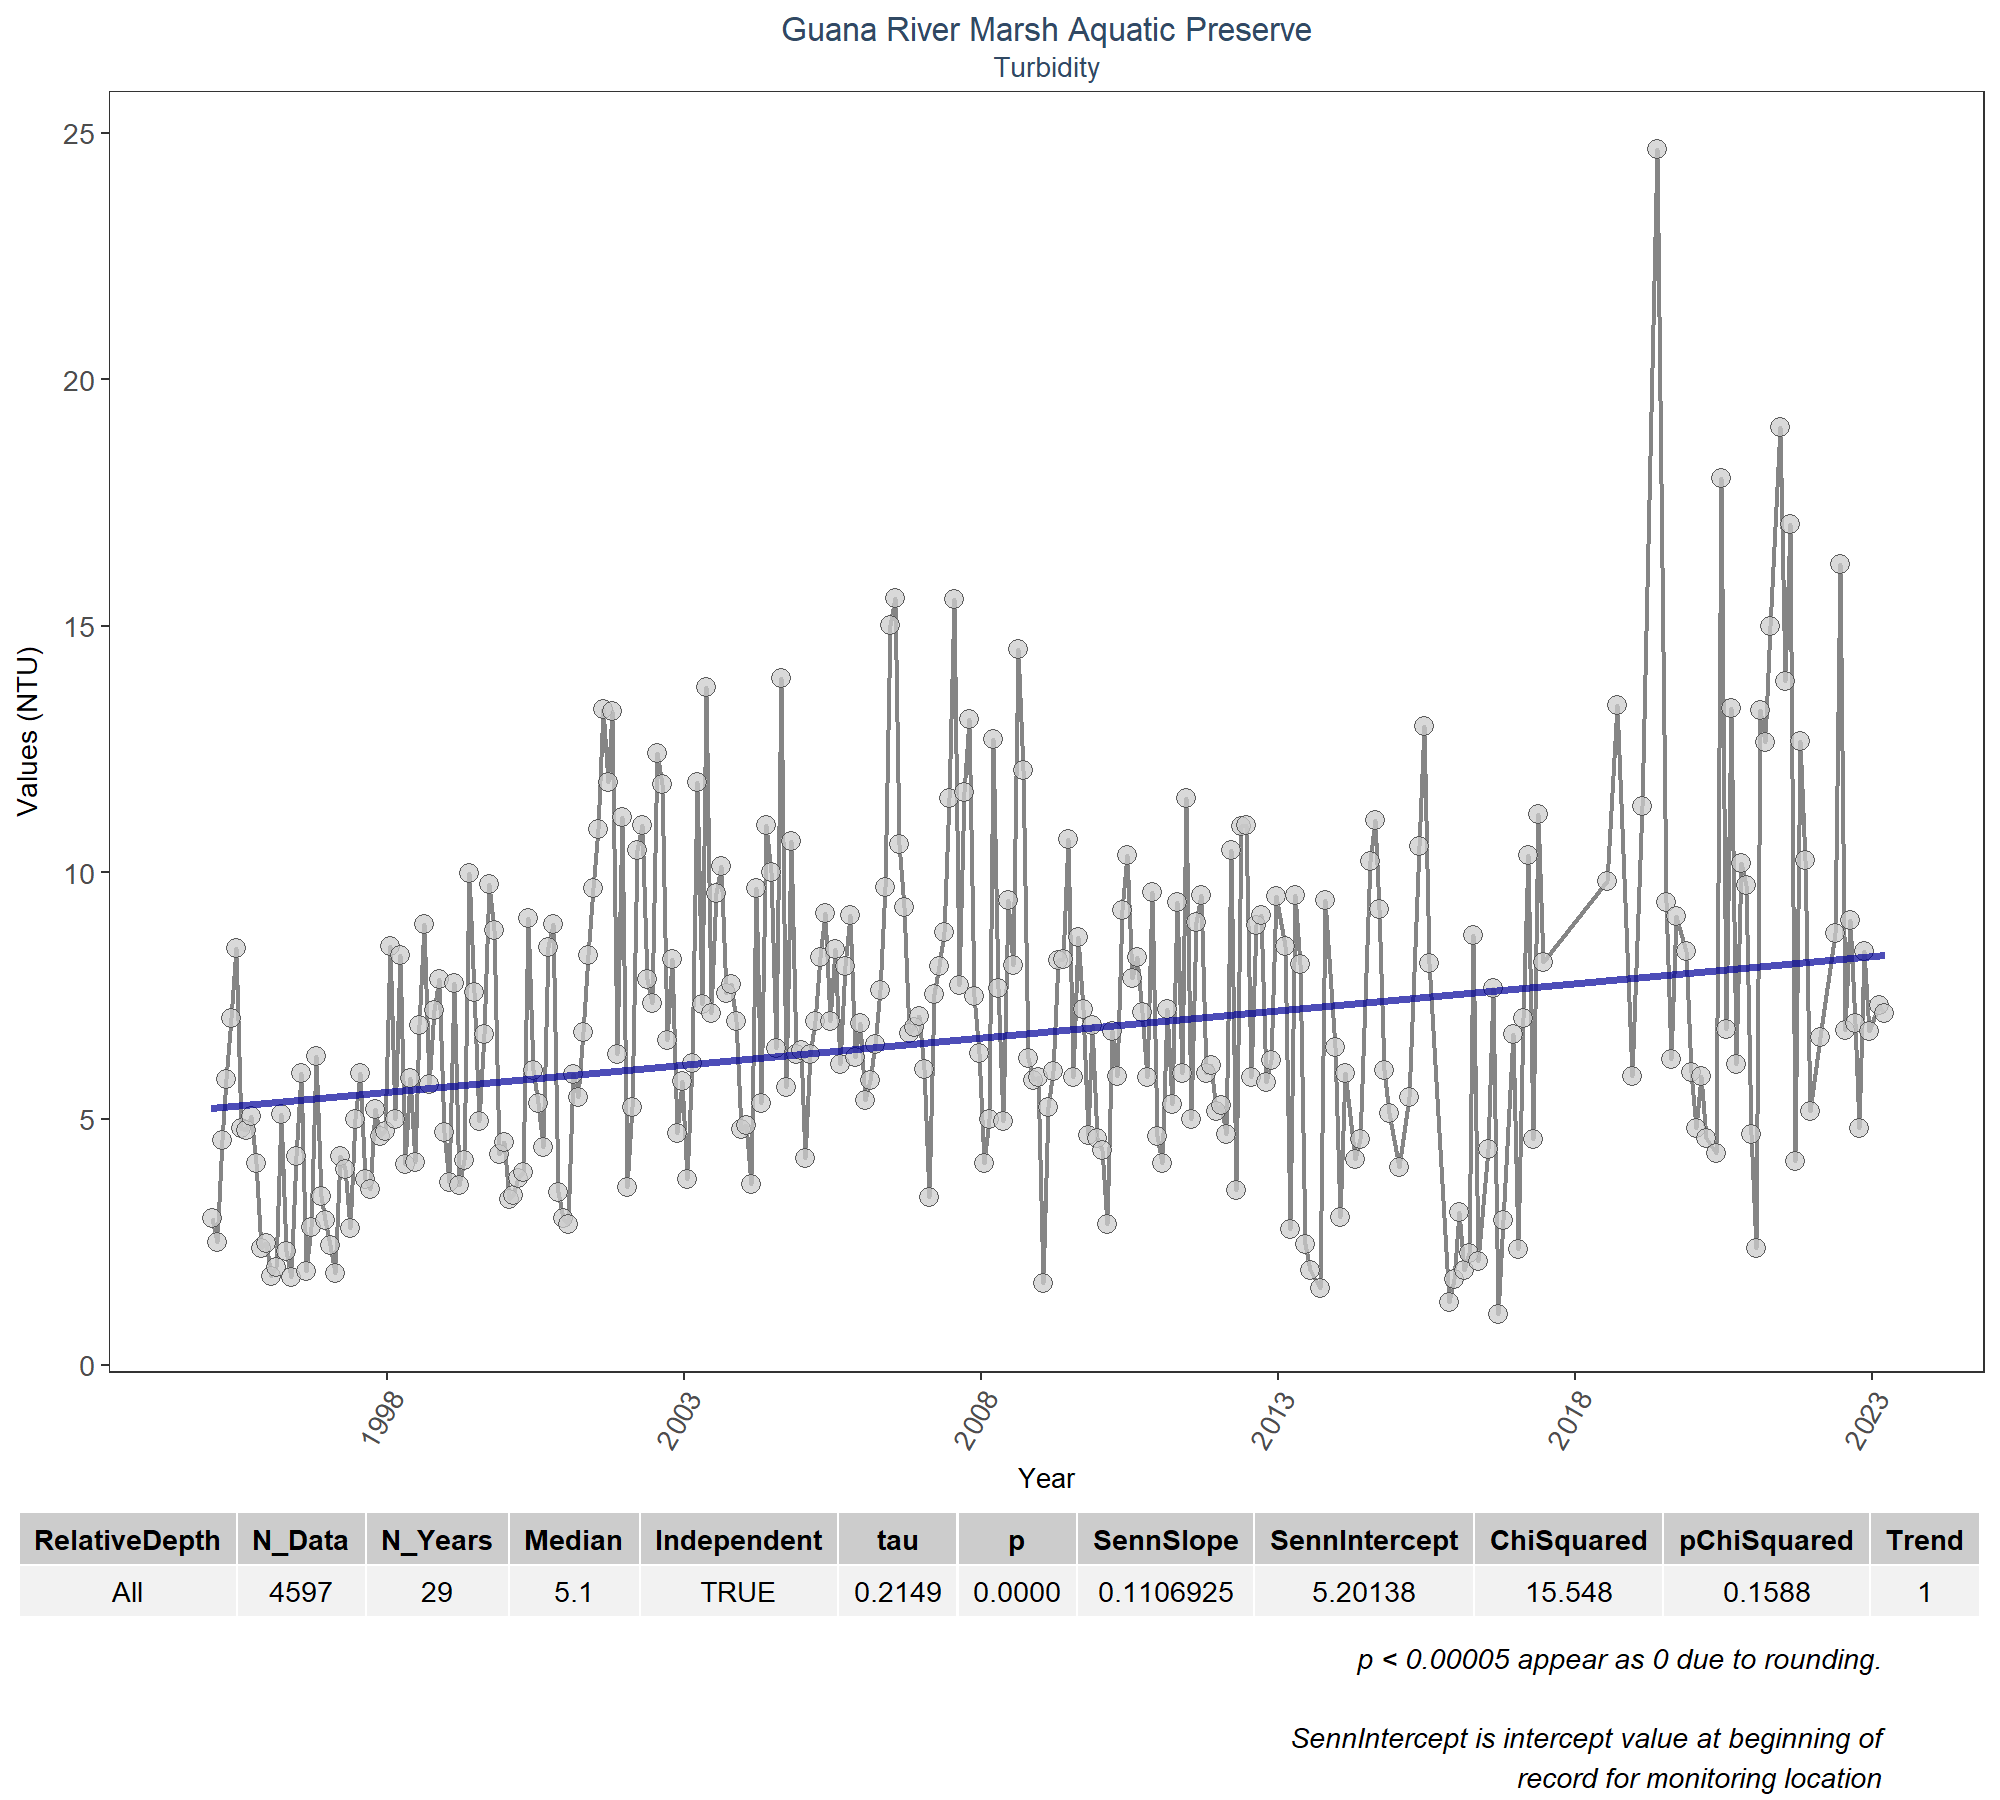 Guana River Marsh Aquatic Preserve
Turbidity
25
20
15
10
5
0
Values (NTU)
1998
2003
2008
2013
2018
2023
Year
RelativeDepth N_Data N_Years Median Independent tau p SennSlope SennIntercept ChiSquared pChiSquared Trend
All 4597 29 5.1 TRUE 0.2149 0.0000 0.1106925 5.20138 15.548 0.1588 1
p < 0.00005 appear as 0 due to rounding.
SennIntercept is intercept value at beginning of
record for monitoring location